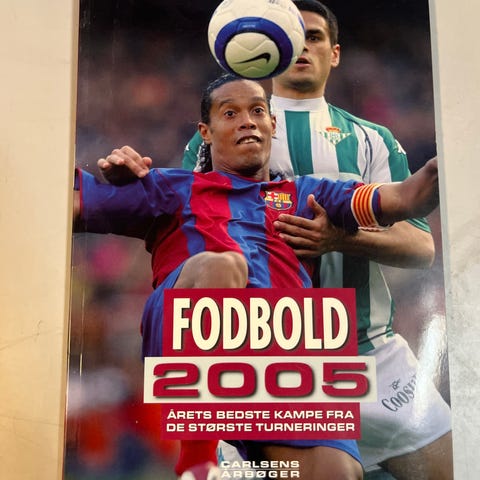 FODBOLD
2005
ÅRETS BEDSTE KAMPE FRA
DE STØRSTE TURNERINGER
CARLSENS
ÅRBØGER